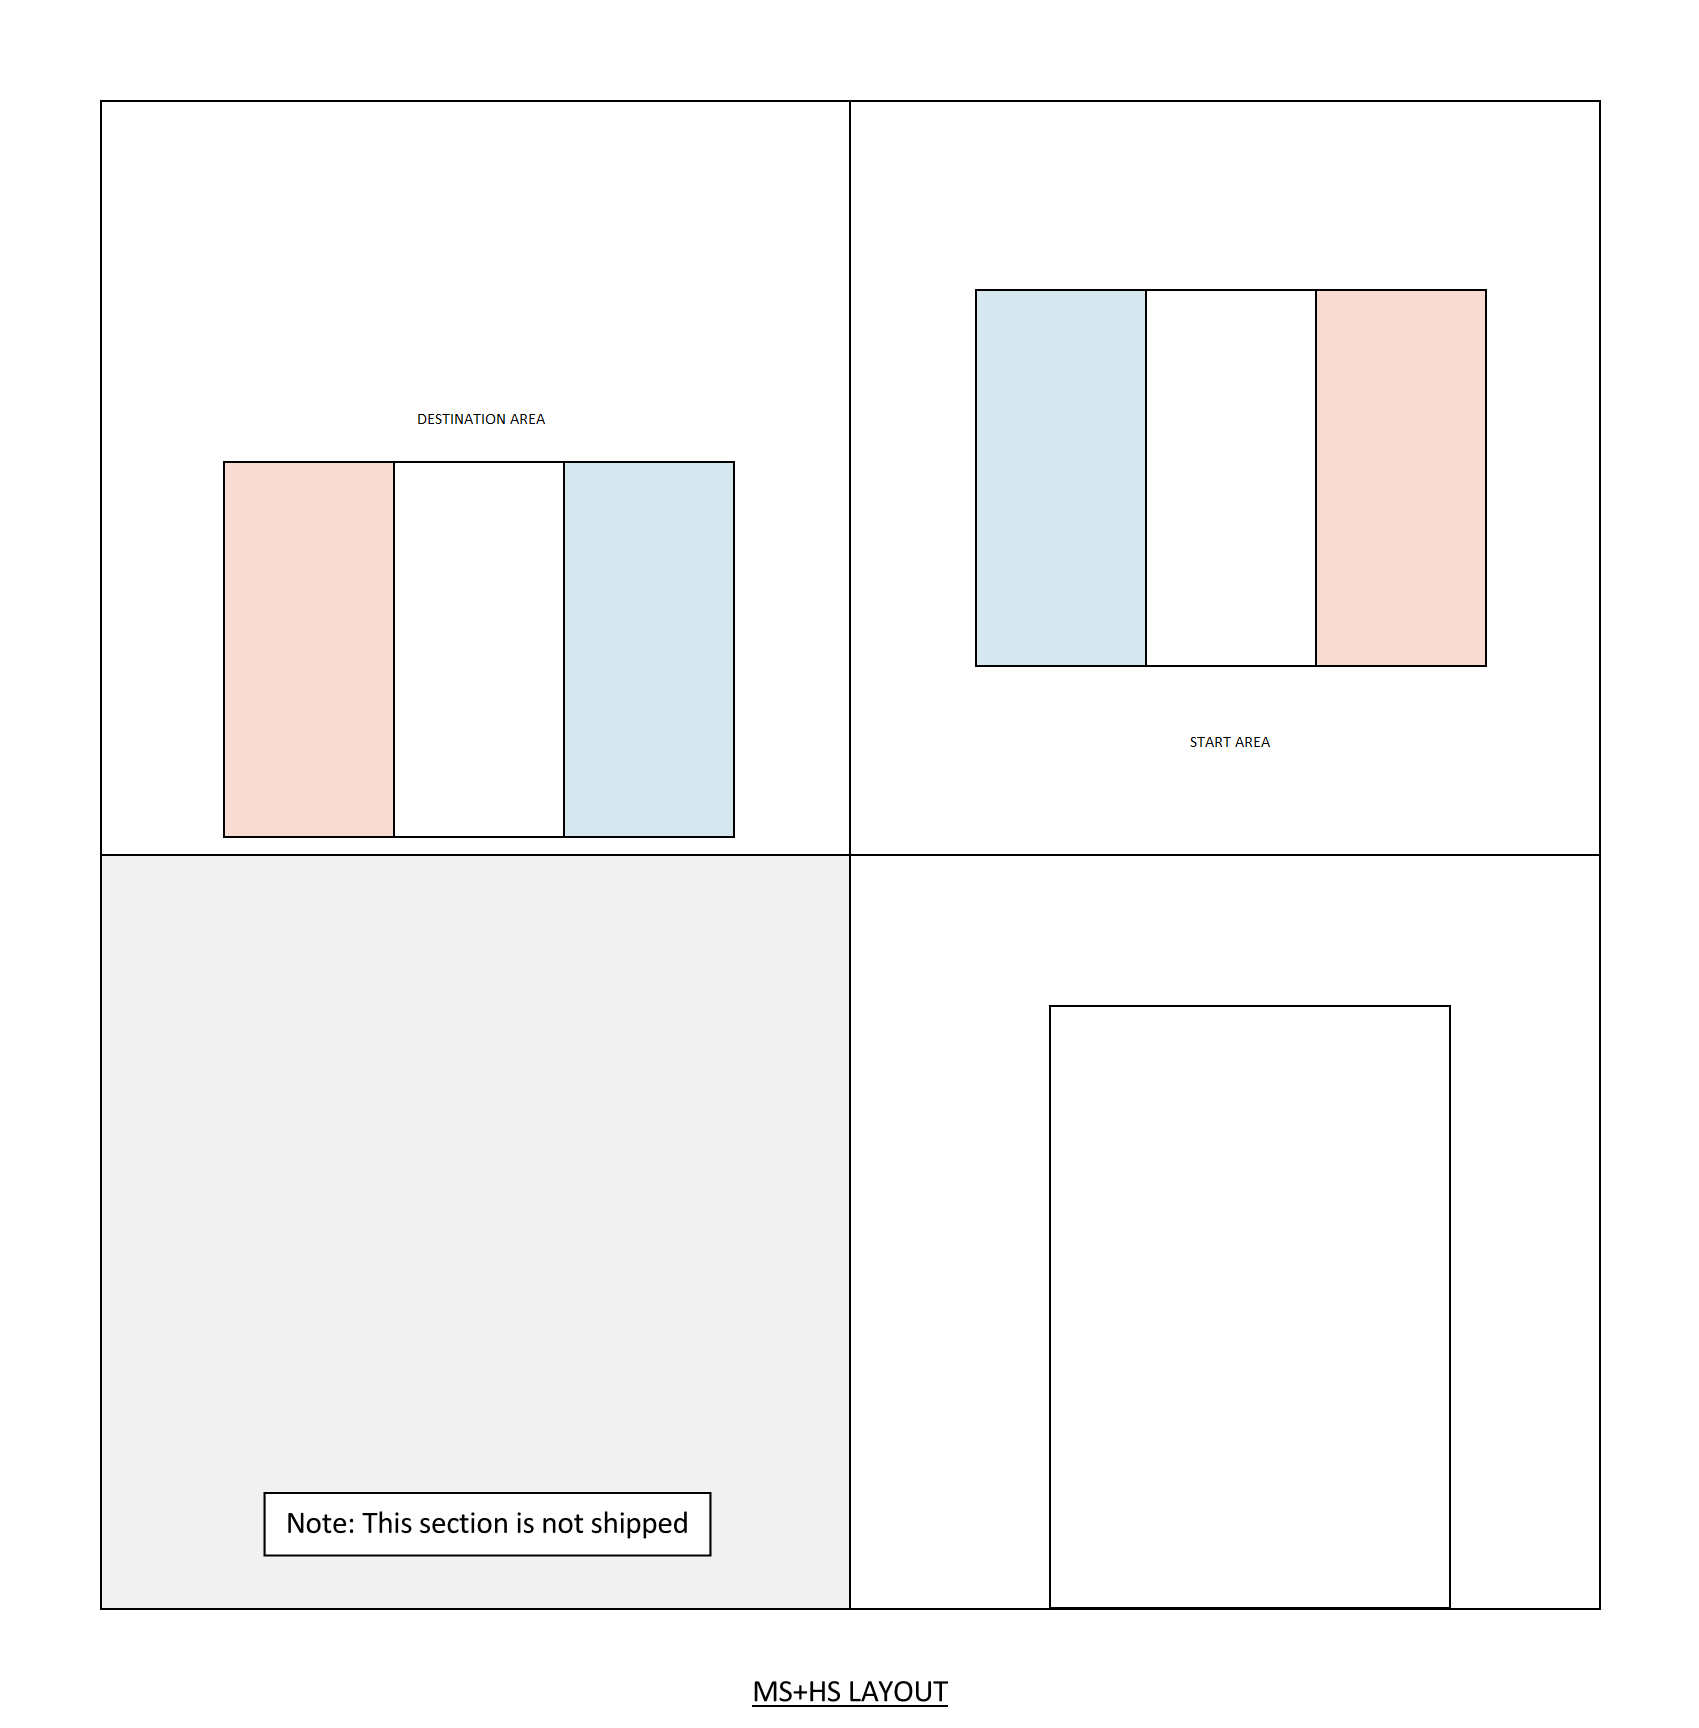 DESTINATION AREA
START AREA
Note: This section is not shipped
MS+HS LAYOUT